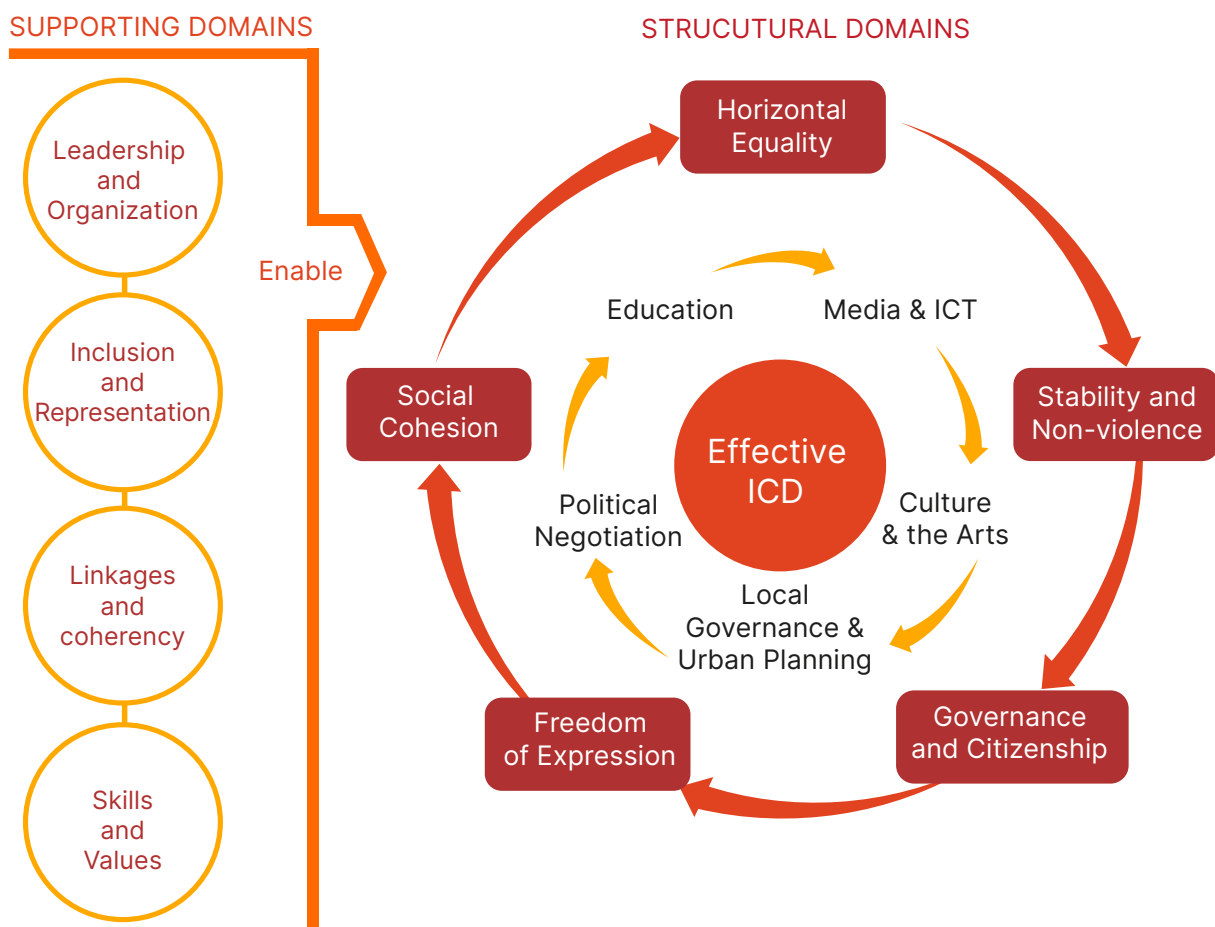 SUPPORTING DOMAINS
Leadership
and
Organization
Inclusion
and
Representation
Linkages
and
coherency
Skills
and
Values
Enable
STRUCUTURAL DOMAINS
Horizontal
Equality
Stability and
Non-violence
Governance
and Citizenship
Freedom
of Expression
Social
Cohesion
Education
Media & ICT
Culture
& the Arts
Local
Governance &
Urban Planning
Political
Negotiation
Effective
ICD